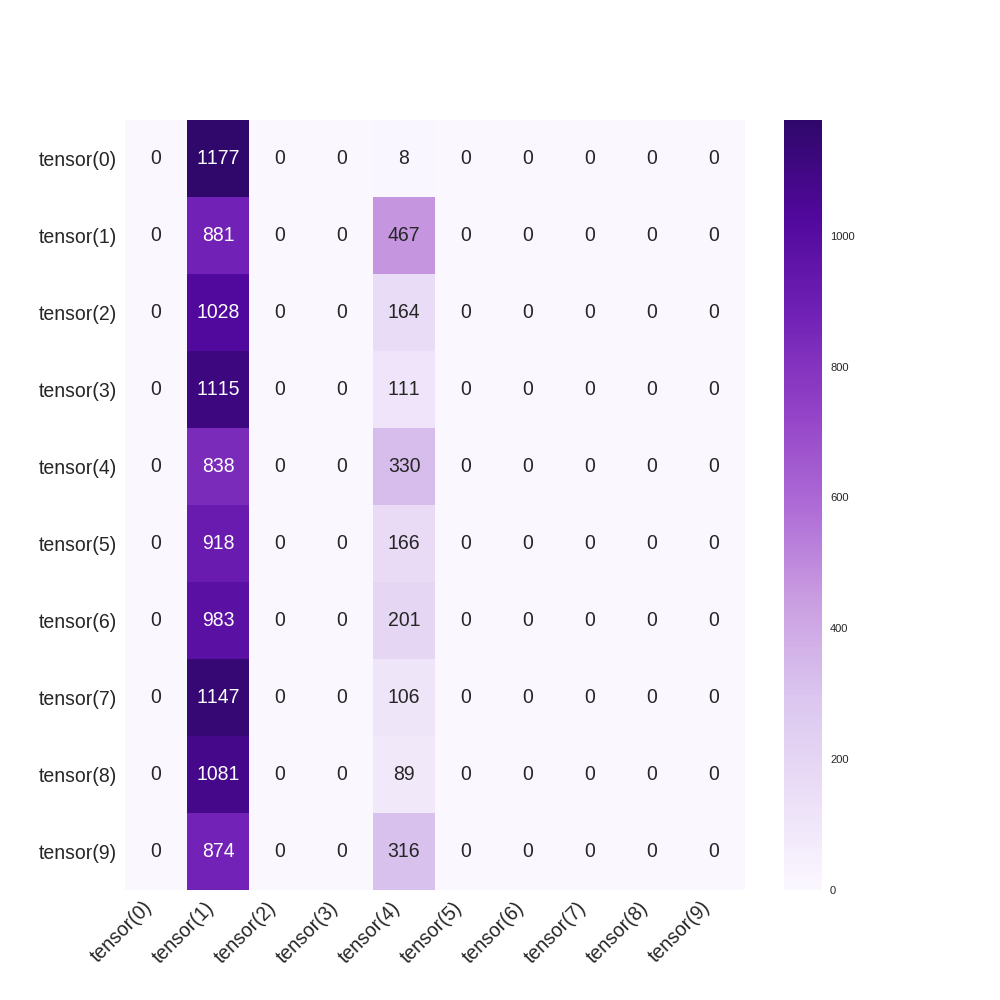 tensor(0) 0 1177 0 0 8 0 0 0 0 0
tensor(1) 0 881 0 0 467 0 0 0 0 0
1000
tensor(2) 0 1028 0 0 164 0 0 0 0 0
800
tensor(3) 0 1115 0 0 111 0 0 0 0 0
tensor(4) 0 838 0 0 330 0 0 0 0 0
600
tensor(5) 0 918 0 0 166 0 0 0 0 0
tensor(6) 0 983 0 0 201 0 0 0 0 0
400
tensor(7) 0 1147 0 0 106 0 0 0 0 0
200
tensor(8) 0 1081 0 0 89 0 0 0 0 0
tensor(9) 0 874 0 0 316 0 0 0 0 0
0
tensor(0) tensor(1) tensor(2) tensor(3) tensor(4) tensor(5) tensor(6) tensor(7) tensor(8) tensor(9)